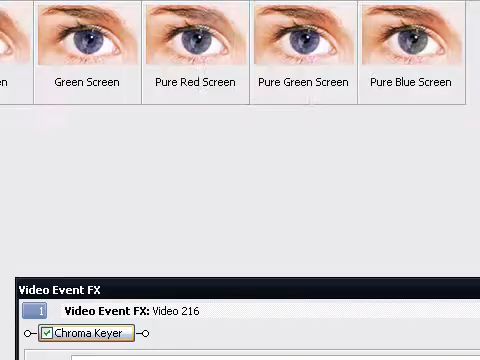 en
Green Screen
Pure Red Screen
Pure Green Screen
Pure Blue Screen
Video Event FX
1
Video Event FX: Video 216
Chroma Keyer